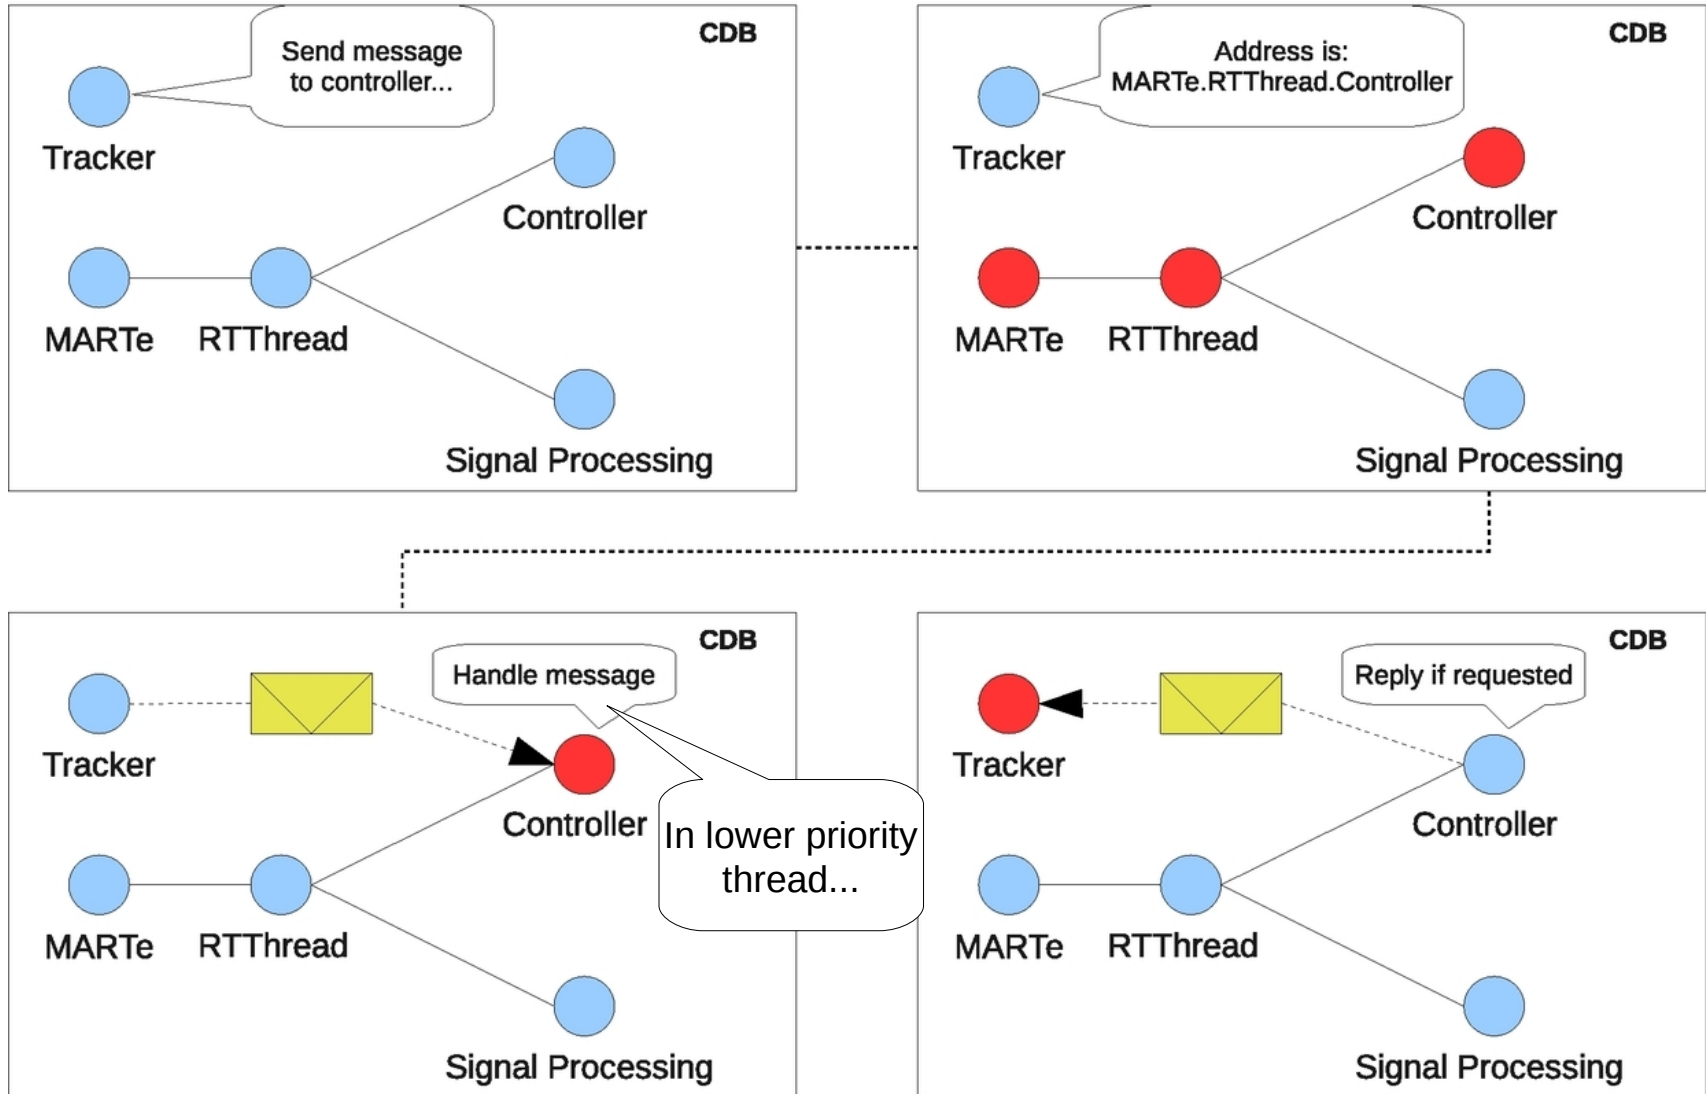 Send message
to controller...
CDB
Tracker
Controller
MARTe
RTThread
Signal Processing
Address is:
MARTe.RTThread.Controller
CDB
Tracker
Controller
MARTe
RTThread
Signal Processing
CDB
Handle message
Tracker
Controller
In lower priority
thread...
MARTe
RTThread
Signal Processing
CDB
Reply if requested
Tracker
Controller
MARTe
RTThread
Signal Processing